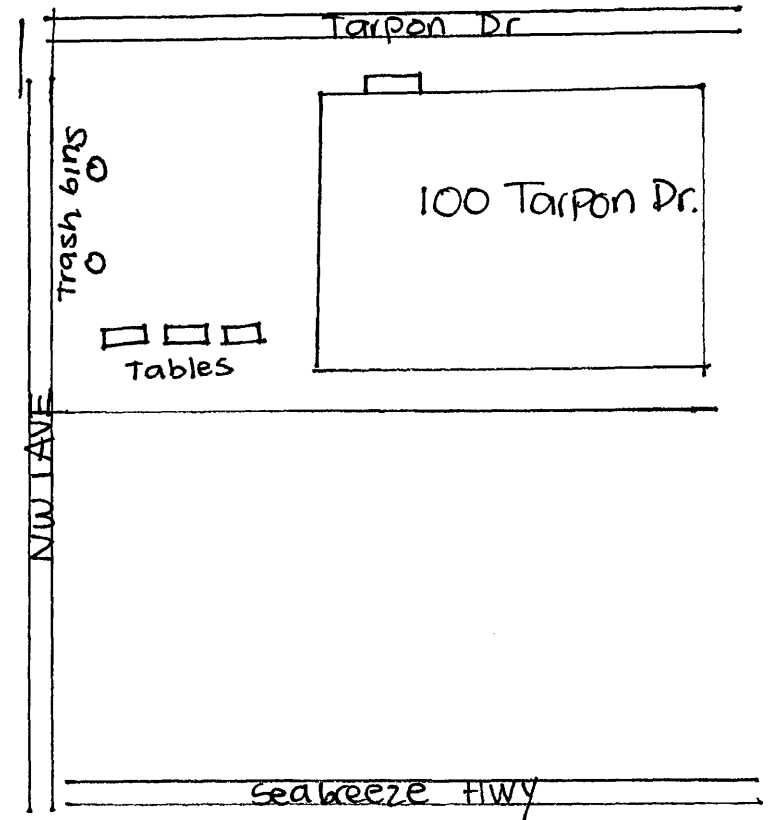 Tarpon Dr
Trash bins
100 Tarpon Dr.
Tables
NW 1 AVE
Seabreeze HWY